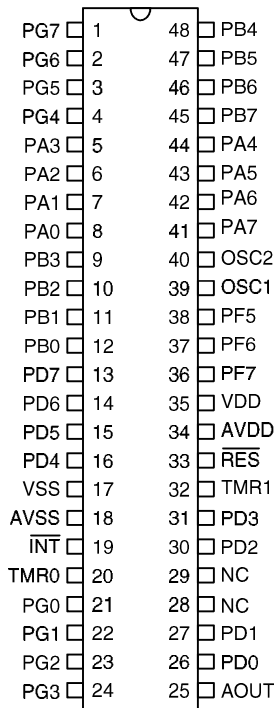 PG7 1 48 PB4
PG6 2 47 PB5
PG5 3 46 PB6
PG4 4 45 PB7
PA3 5 44 PA4
PA2 6 43 PA5
PA1 7 42 PA6
PA0 8 41 PA7
PB3 9 40 OSC2
PB2 10 39 OSC1
PB1 11 38 PF5
PB0 12 37 PF6
PD7 13 36 PF7
PD6 14 35 VDD
PD5 15 34 AVDD
PD4 16 33 RES
VSS 17 32 TMR1
AVSS 18 31 PD3
INT 19 30 PD2
TMR0 20 29 NC
PG0 21 28 NC
PG1 22 27 PD1
PG2 23 26 PD0
PG3 24 25 AOUT